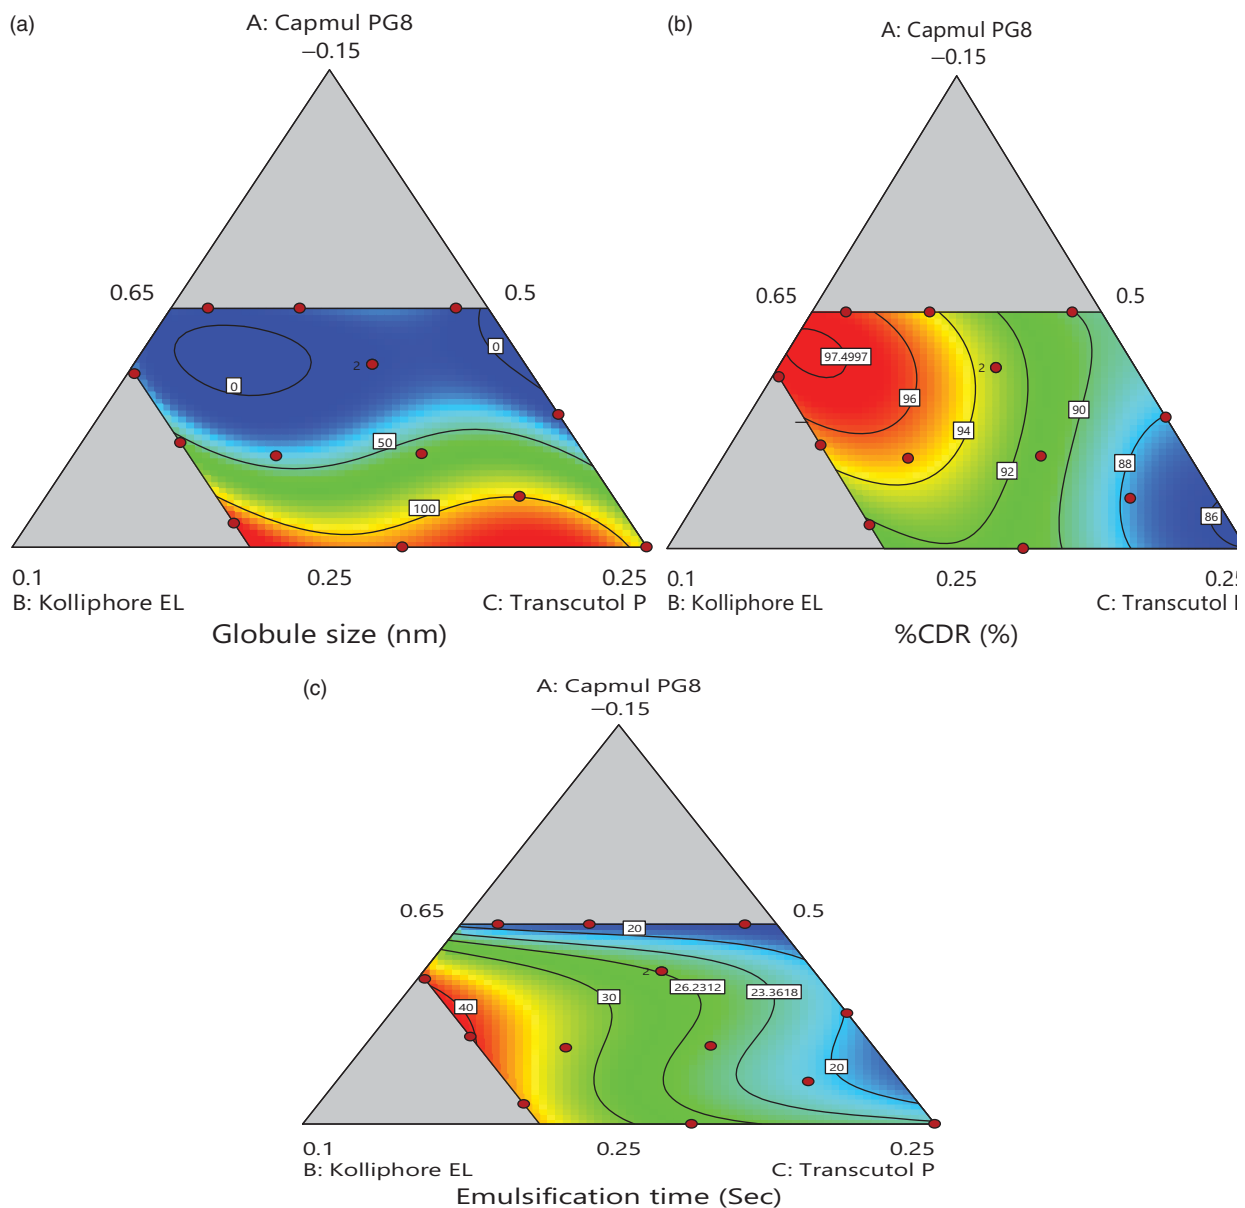 (a)
A: Capmul PG8
−0.15
0.65
0.5
0
0
2
50
100
0.1
0.25
0.25
B: Kolliphore EL
C: Transcutol P
Globule size (nm)
(b)
A: Capmul PG8
−0.15
0.65
0.5
97.4997
2
96
90
94
88
92
86
0.1
0.25
0.25
B: Kolliphore EL
C: Transcutol
%CDR (%)
(c)
A: Capmul PG8
−0.15
0.65
0.5
20
2
26.2312
23.3618
30
40
20
0.1
0.25
0.25
B: Kolliphore EL
C: Transcutol P
Emulsification time (Sec)